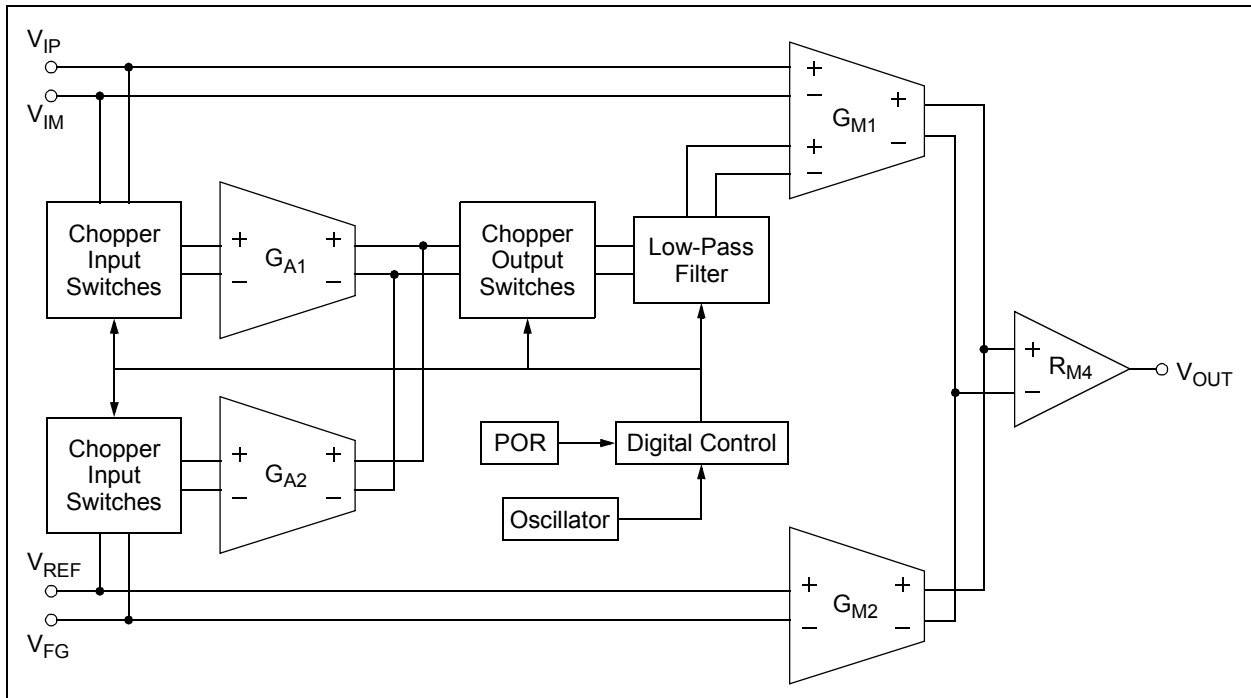 V_IP
V_IM
+
−
G_M1
+
−
+
−
Chopper
Input
Switches
+
−
G_A1
+
−
Chopper
Output
Switches
Low-Pass
Filter
+
−
R_M4
V_OUT
Chopper
Input
Switches
+
−
G_A2
+
−
POR
Digital Control
Oscillator
V_REF
V_FG
+
−
G_M2
+
−